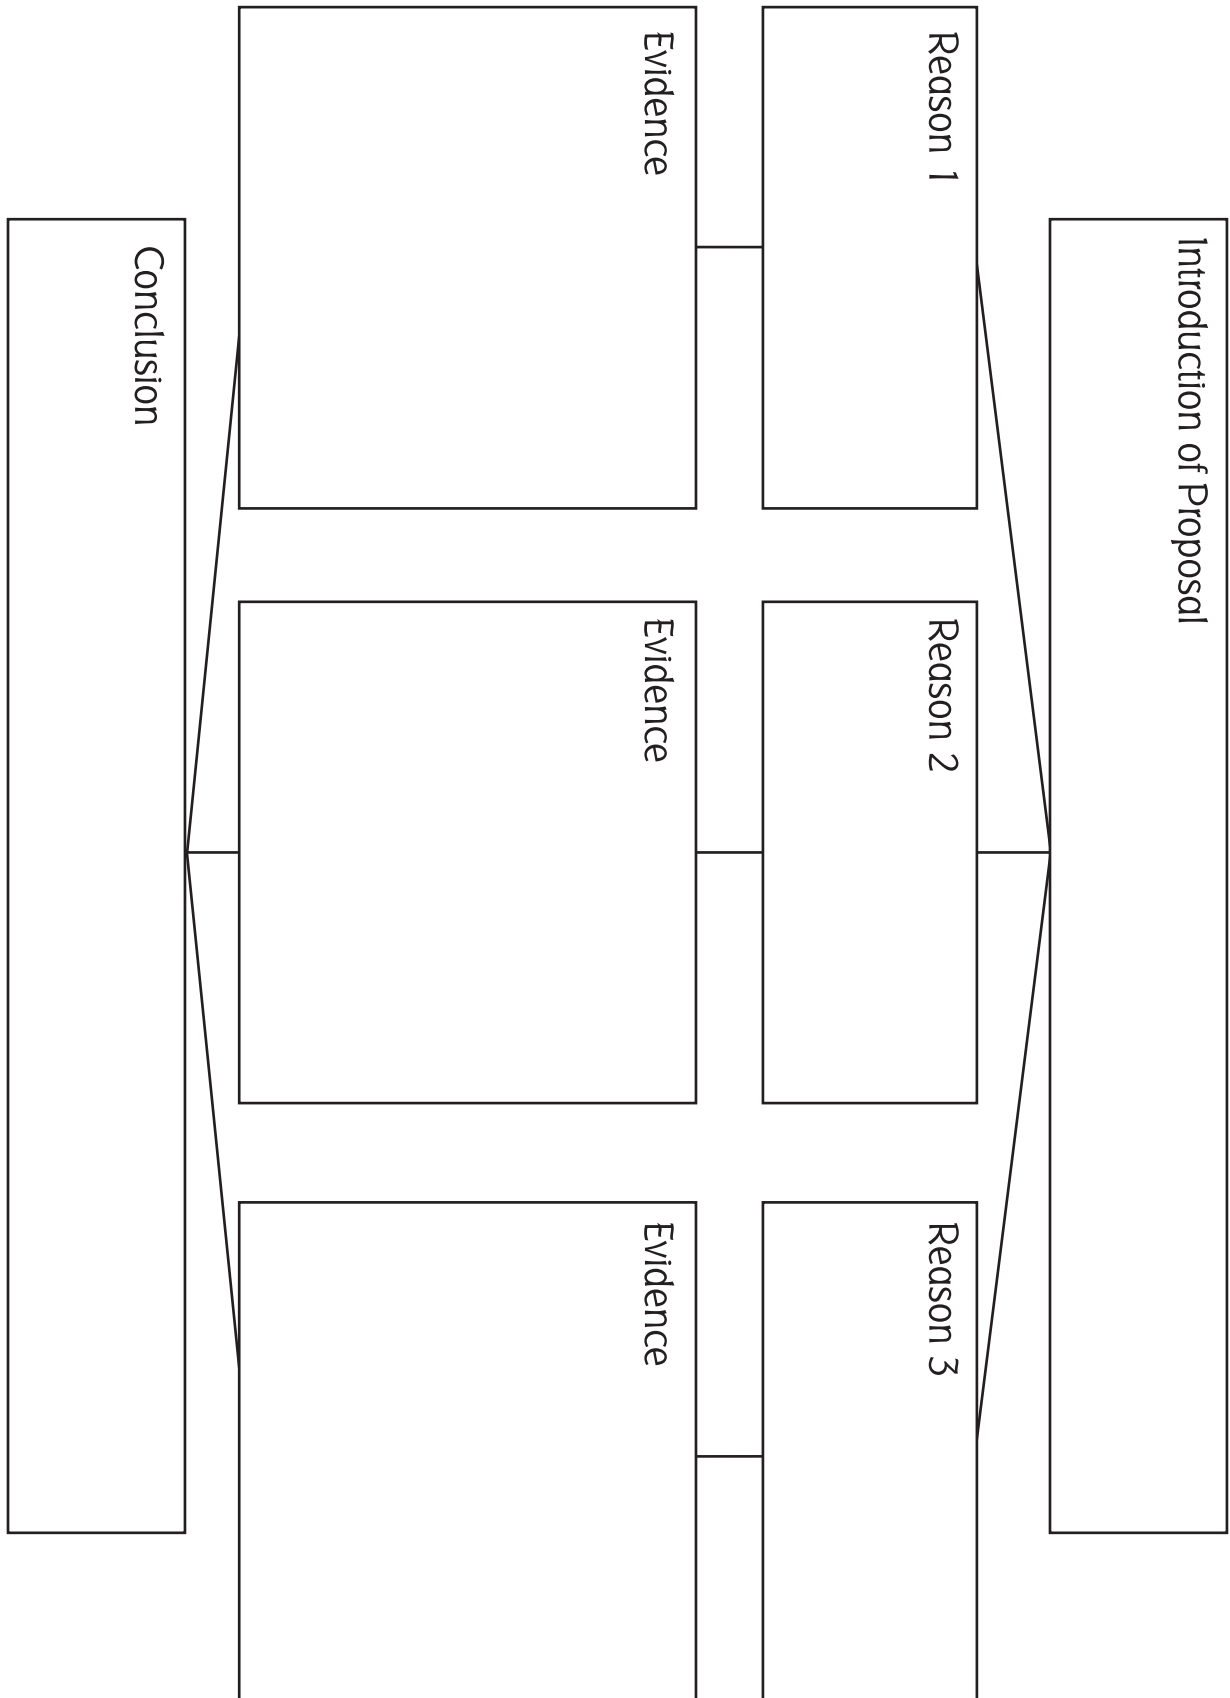 Introduction of Proposal
Reason 1
Reason 2
Reason 3
Evidence
Evidence
Evidence
Conclusion